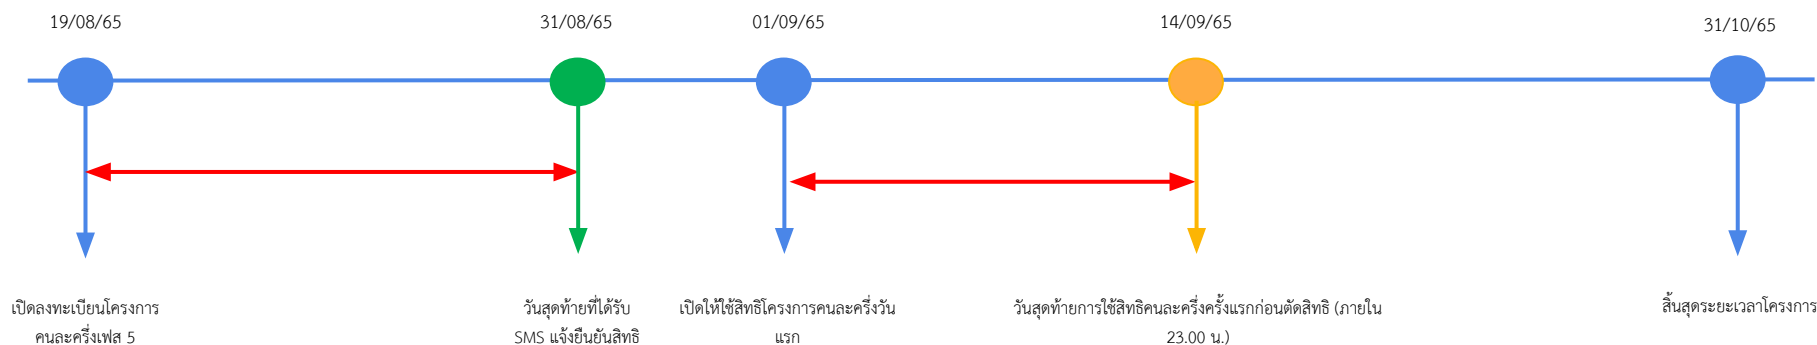 19/08/65
31/08/65
01/09/65
14/09/65
31/10/65
เปิดลงทะเบียนโครงการ
คนละครึ่งเฟส 5
วันสุดท้ายที่ได้รับ
SMS แจ้งยืนยันสิทธิ
เปิดให้ใช้สิทธิโครงการคนละครึ่งวัน
แรก
วันสุดท้ายการใช้สิทธิคนละครึ่งครั้งแรกก่อนตัดสิทธิ (ภายใน
23.00 น.)
สิ้นสุดระยะเวลาโครงการ